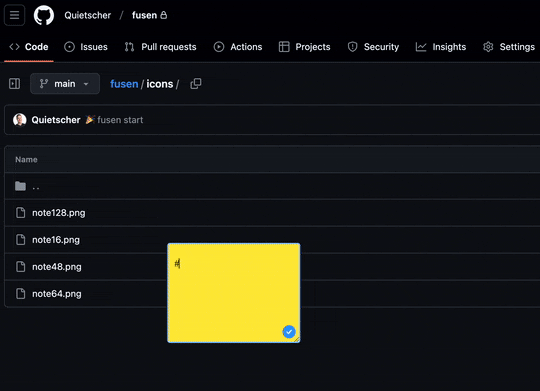 Quietscher / fusen
Code Issues Pull requests Actions Projects Security Insights Settings
main fusen / icons /
Quietscher 🎉 fusen start
Name
..
note128.png
note16.png
note48.png
note64.png
#